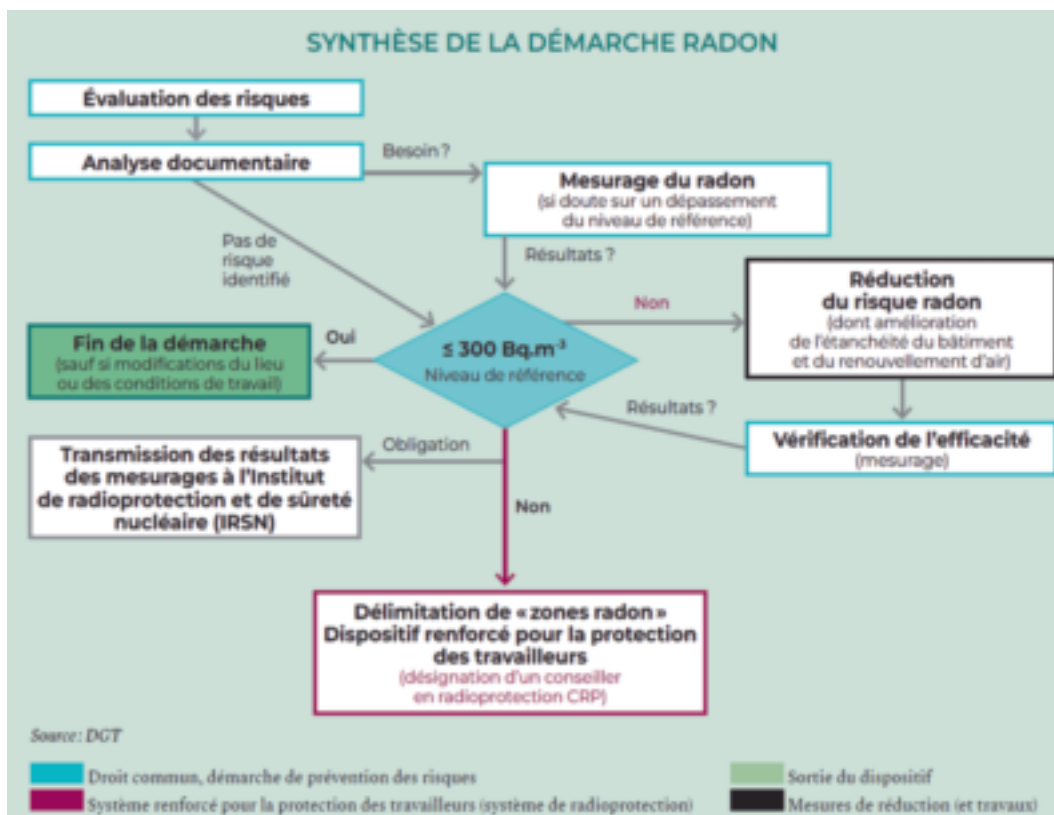 SYNTHÈSE DE LA DÉMARCHE RADON
Évaluation des risques
Analyse documentaire
Besoin ?
Mesurage du radon
(si doute sur un dépassement
du niveau de référence)
Pas de
risque
identifié
Résultats ?
Non
Réduction
du risque radon
(dont amélioration
de l'étanchéité du bâtiment
et du renouvellement d'air)
Fin de la démarche
(sauf si modifications du lieu
ou des conditions de travail)
Oui
≤ 300 Bq.m⁻³
Niveau de référence
Résultats ?
Vérification de l'efficacité
(mesurage)
Transmission des résultats
des mesurages à l'Institut
de radioprotection et de sûreté
nucléaire (IRSN)
Obligation
Non
Délimitation de « zones radon »
Dispositif renforcé pour la protection
des travailleurs
(désignation d'un conseiller
en radioprotection CRP)
Source : DGT
Droit commun, démarche de prévention des risques
Sortie du dispositif
Système renforcé pour la protection des travailleurs (système de radioprotection)
Mesures de réduction (et travaux)